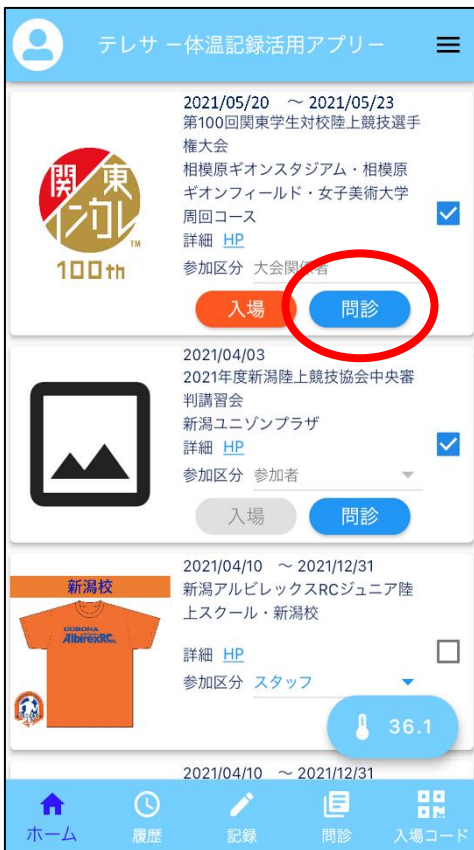 テレサ －体温記録活用アプリ－
2021/05/20 ～ 2021/05/23
第100回関東学生対校陸上競技選手
権大会
相模原ギオンスタジアム・相模原
ギオンフィールド・女子美術大学
周回コース
詳細 HP
参加区分 大会関係者
入場 問診
関東
インカレ
TM
100th
2021/04/03
2021年度新潟陸上競技協会中央審
判講習会
新潟ユニゾンプラザ
詳細 HP
参加区分 参加者
入場 問診
2021/04/10 ～ 2021/12/31
新潟アルビレックスRCジュニア陸
上スクール・新潟校
詳細 HP
参加区分 スタッフ
新潟校
CORONA
AlbirexRC
36.1
2021/04/10 ～ 2021/12/31
ホーム 履歴 記録 問診 入場コード